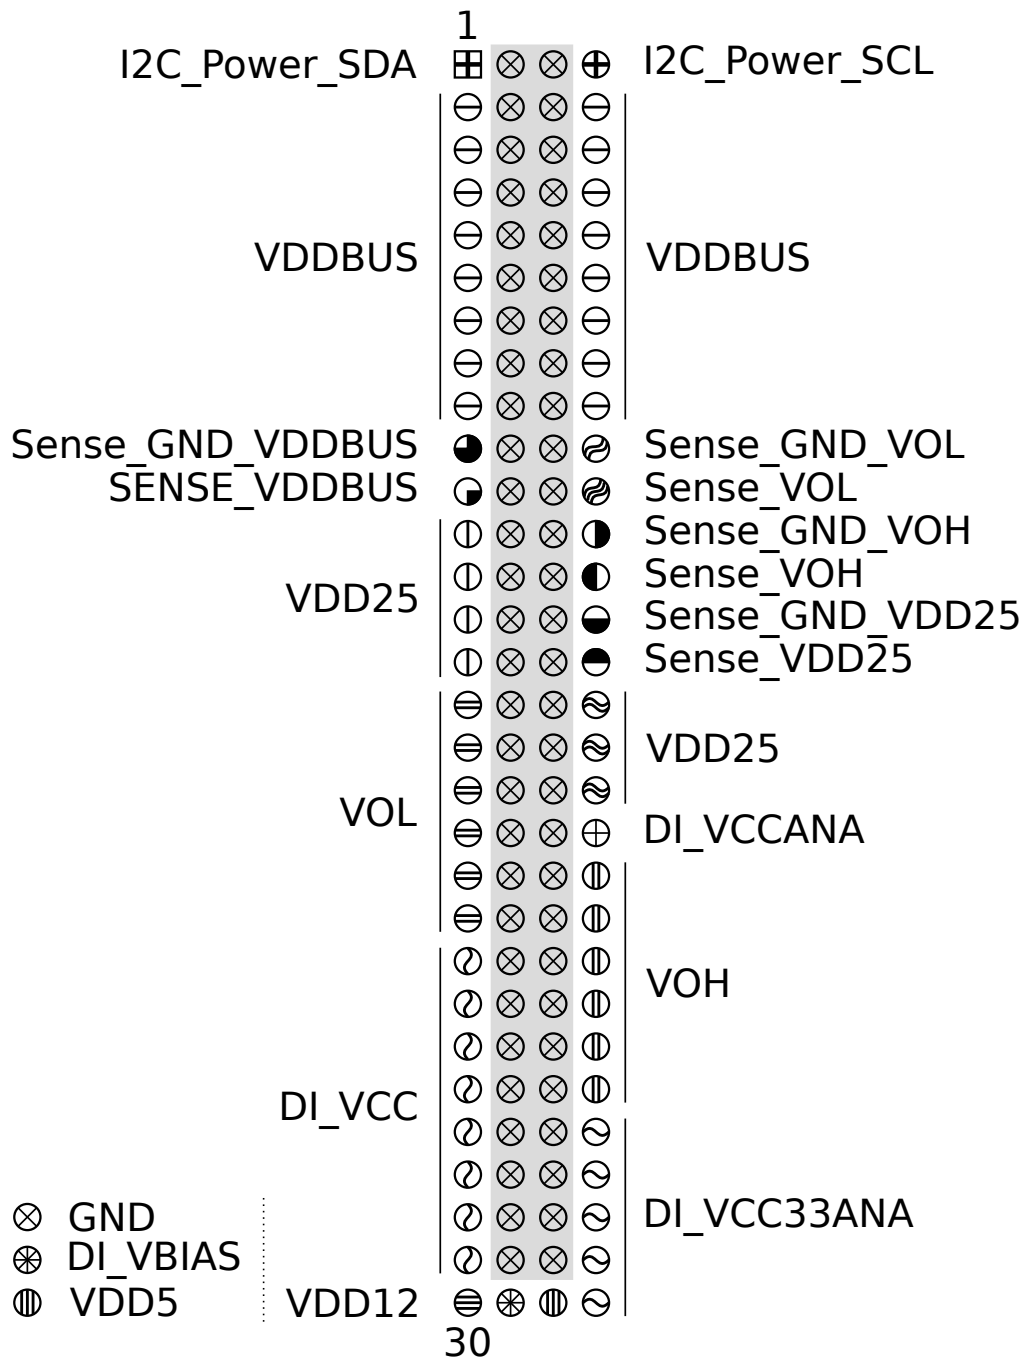 1
I2C_Power_SDA
I2C_Power_SCL
VDDBUS
VDDBUS
Sense_GND_VDDBUS
Sense_GND_VOL
SENSE_VDDBUS
Sense_VOL
Sense_GND_VOH
Sense_VOH
VDD25
Sense_GND_VDD25
Sense_VDD25
VDD25
VOL
DI_VCCANA
VOH
DI_VCC
DI_VCC33ANA
GND
DI_VBIAS
VDD5
VDD12
30